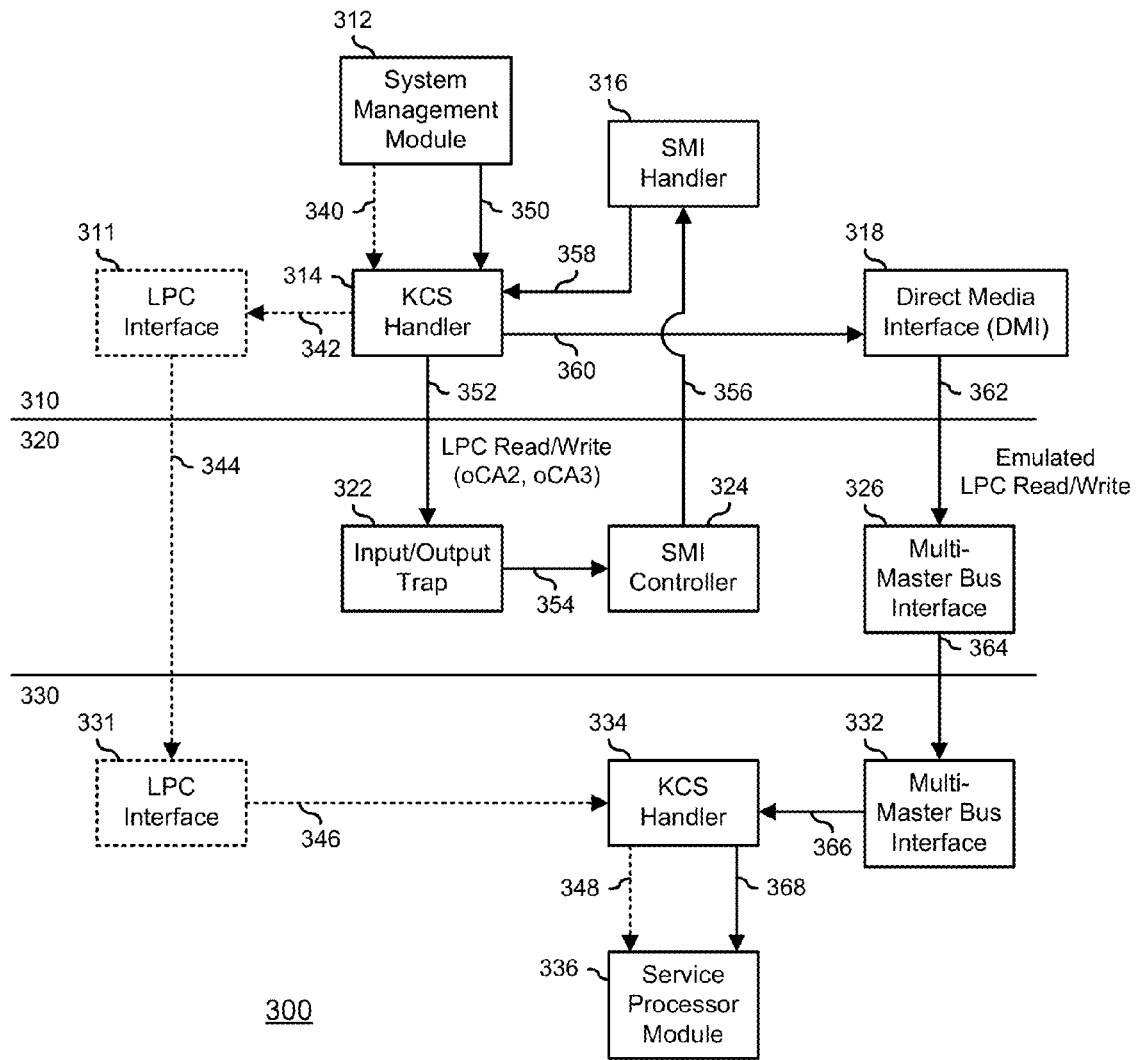 312
System
Management
Module
316
SMI
Handler
340
350
311
LPC
Interface
314
KCS
Handler
358
318
Direct Media
Interface (DMI)
342
360
352
356
362
310
320
344
LPC Read/Write
(oCA2, oCA3)
Emulated
LPC Read/Write
322
Input/Output
Trap
324
SMI
Controller
326
Multi-
Master Bus
Interface
354
364
330
331
LPC
Interface
334
KCS
Handler
332
Multi-
Master Bus
Interface
346
366
348
368
336
Service
Processor
Module
300